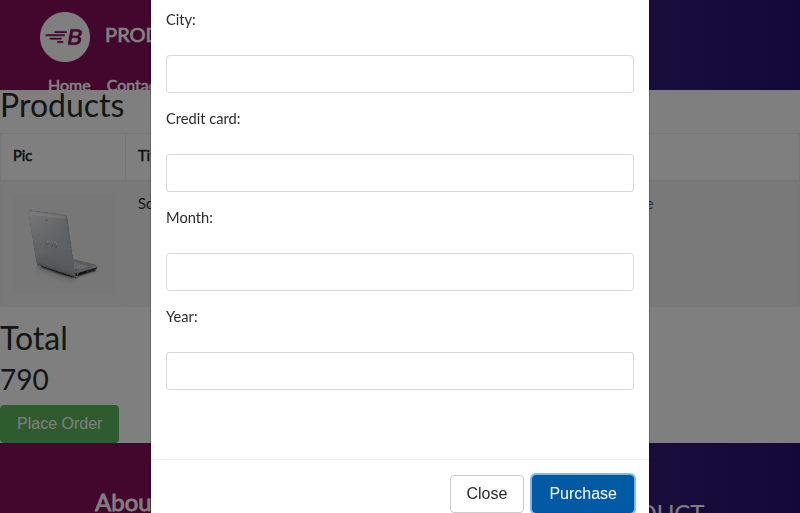 B
PROD
Home Contac
Products
Pic Ti
So e
Total
790
Place Order
City:
Credit card:
Month:
Year:
Close Purchase
Abou DUCT